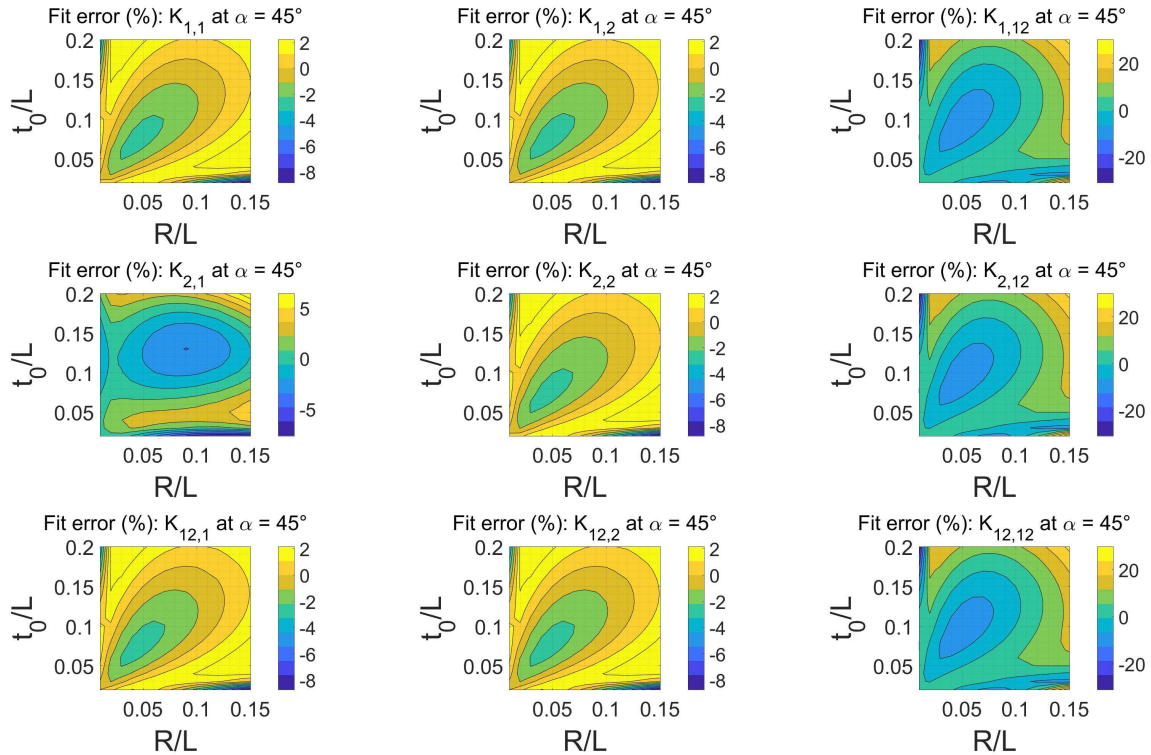 Fit error (%): K1,1 at α = 45°
0.2
0.15
0.1
0.05
t0/L
0.05 0.1 0.15
R/L
2
0
-2
-4
-6
-8
Fit error (%): K1,2 at α = 45°
0.2
0.15
0.1
0.05
t0/L
0.05 0.1 0.15
R/L
2
0
-2
-4
-6
-8
Fit error (%): K1,12 at α = 45°
0.2
0.15
0.1
0.05
t0/L
0.05 0.1 0.15
R/L
20
0
-20
Fit error (%): K2,1 at α = 45°
0.2
0.15
0.1
0.05
t0/L
0.05 0.1 0.15
R/L
5
0
-5
Fit error (%): K2,2 at α = 45°
0.2
0.15
0.1
0.05
t0/L
0.05 0.1 0.15
R/L
2
0
-2
-4
-6
-8
Fit error (%): K2,12 at α = 45°
0.2
0.15
0.1
0.05
t0/L
0.05 0.1 0.15
R/L
20
0
-20
Fit error (%): K12,1 at α = 45°
0.2
0.15
0.1
0.05
t0/L
0.05 0.1 0.15
R/L
2
0
-2
-4
-6
-8
Fit error (%): K12,2 at α = 45°
0.2
0.15
0.1
0.05
t0/L
0.05 0.1 0.15
R/L
2
0
-2
-4
-6
-8
Fit error (%): K12,12 at α = 45°
0.2
0.15
0.1
0.05
t0/L
0.05 0.1 0.15
R/L
20
0
-20